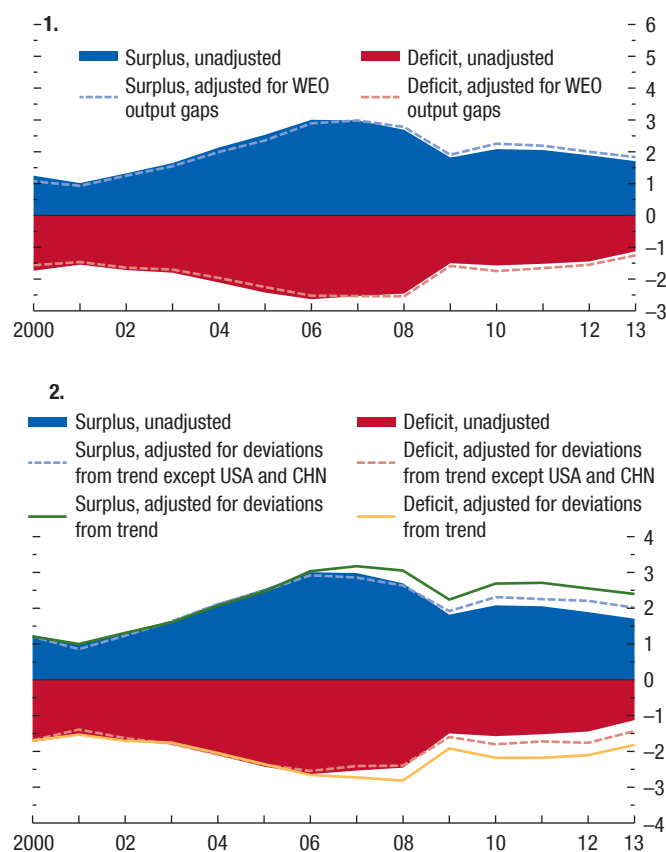 1.
Surplus, unadjusted
Deficit, unadjusted
Surplus, adjusted for WEO
output gaps
Deficit, adjusted for WEO
output gaps
6
5
4
3
2
1
0
–1
–2
–3
2000 02 04 06 08 10 12 13
2.
Surplus, unadjusted
Deficit, unadjusted
Surplus, adjusted for deviations
from trend except USA and CHN
Deficit, adjusted for deviations
from trend except USA and CHN
Surplus, adjusted for deviations
from trend
Deficit, adjusted for deviations
from trend
4
3
2
1
0
–1
–2
–3
–4
2000 02 04 06 08 10 12 13